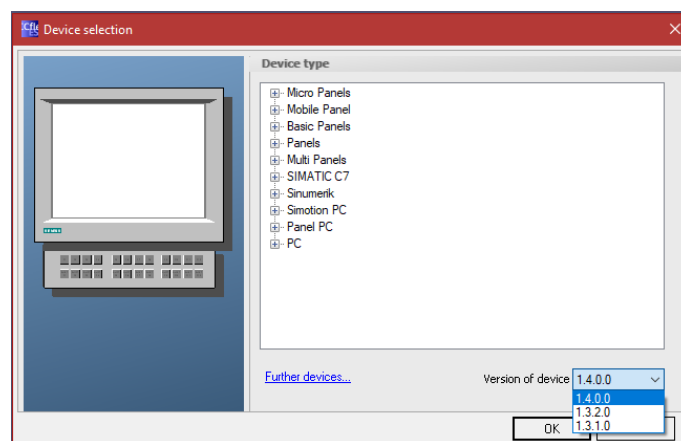 Device selection
Device type
Micro Panels
Mobile Panel
Basic Panels
Panels
Multi Panels
SIMATIC C7
Sinumerik
Simotion PC
Panel PC
PC
Further devices...
Version of device 1.4.0.0
1.4.0.0
1.3.2.0
1.3.1.0
OK